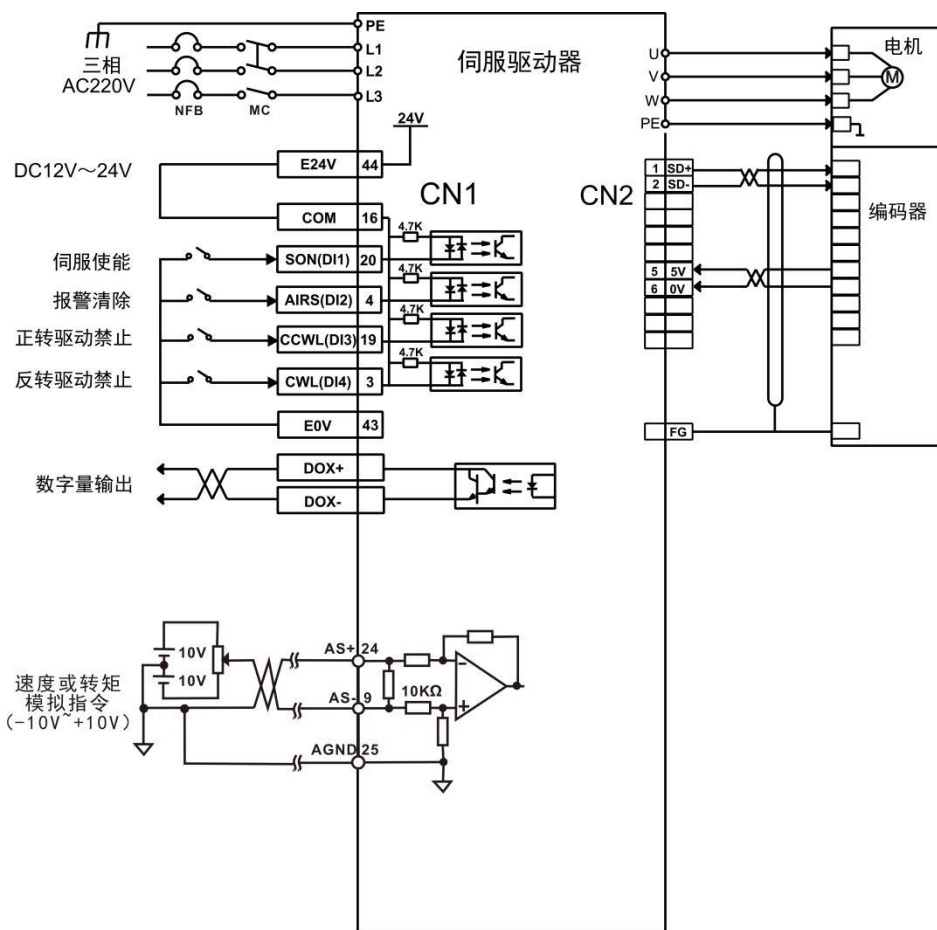 PE
L1
L2
L3
三相
AC220V
NFB
MC
伺服驱动器
U
V
W
PE
电机
M
24V
DC12V～24V
E24V 44
CN1
COM 16
4.7K
伺服使能
SON(DI1) 20
4.7K
报警清除
AIRS(DI2) 4
4.7K
正转驱动禁止
CCWL(DI3) 19
4.7K
反转驱动禁止
CWL(DI4) 3
E0V 43
数字量输出
DOX+
DOX-
CN2
1 SD+
2 SD-
5 5V
6 0V
FG
编码器
速度或转矩
模拟指令
(-10V~+10V)
10V
10V
AS+ 24
AS- 9
10KΩ
AGND 25